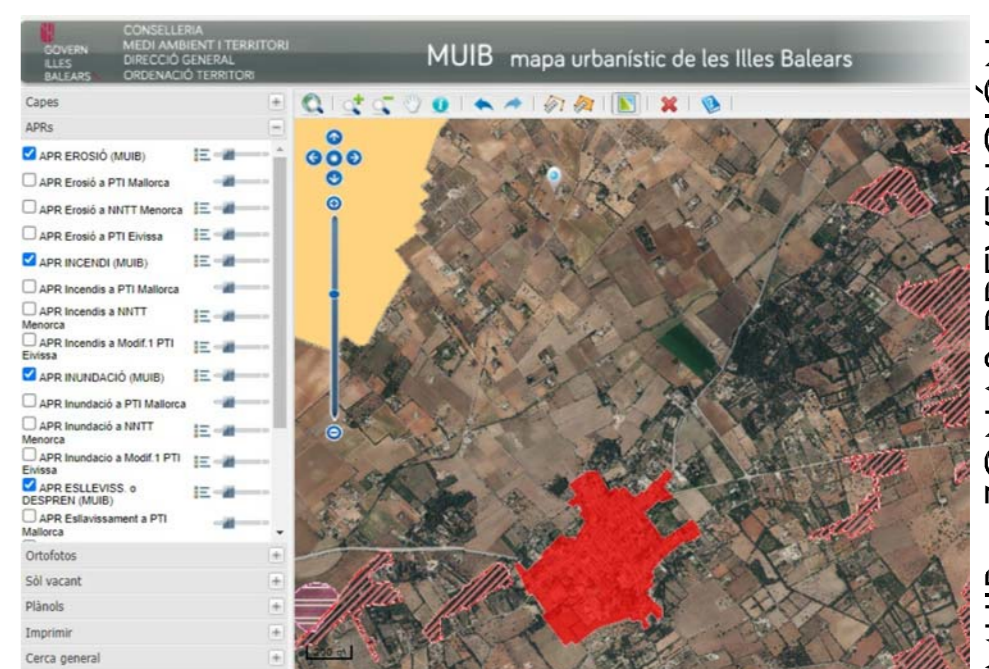 GOVERN
ILLES
BALEARS
CONSELLERIA
MEDI AMBIENT I TERRITORI
DIRECCIÓ GENERAL
ORDENACIÓ TERRITORI
MUIB mapa urbanístic de les Illes Balears
Capes
APRs
APR EROSIÓ (MUIB)
APR Erosió a PTI Mallorca
APR Erosió a NNTT Menorca
APR Erosió a PTI Eivissa
APR INCENDI (MUIB)
APR Incendis a PTI Mallorca
APR Incendis a NNTT
Menorca
APR Incendis a Modif.1 PTI
Eivissa
APR INUNDACIÓ (MUIB)
APR Inundació a PTI Mallorca
APR Inundació a NNTT
Menorca
APR Inundacio a Modif.1 PTI
Eivissa
APR ESLLEVISS. o
DESPREN (MUIB)
APR Esllavissament a PTI
Mallorca
Ortofotos
Sòl vacant
Plànols
Imprimir
Cerca general